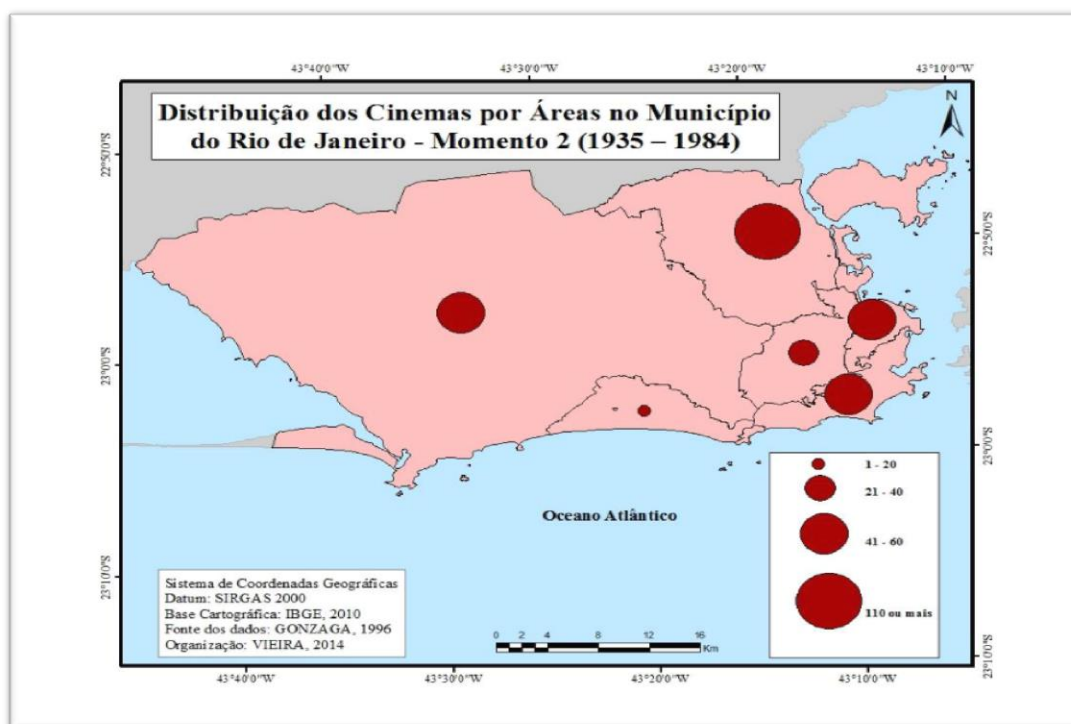 43°40'0"W
43°30'0"W
43°20'0"W
43°10'0"W
Distribuição dos Cinemas por Áreas no Município
do Rio de Janeiro - Momento 2 (1935 – 1984)
N
22°50'0"S
22°50'0"S
23°0'0"S
23°0'0"S
1 - 20
21 - 40
41 - 60
110 ou mais
Oceano Atlântico
Sistema de Coordenadas Geográficas
Datum: SIRGAS 2000
Base Cartográfica: IBGE, 2010
Fonte dos dados: GONZAGA, 1996
Organização: VIEIRA, 2014
0 2 4 8 12 16
Km
23°10'0"S
23°10'0"S
43°40'0"W
43°30'0"W
43°20'0"W
43°10'0"W